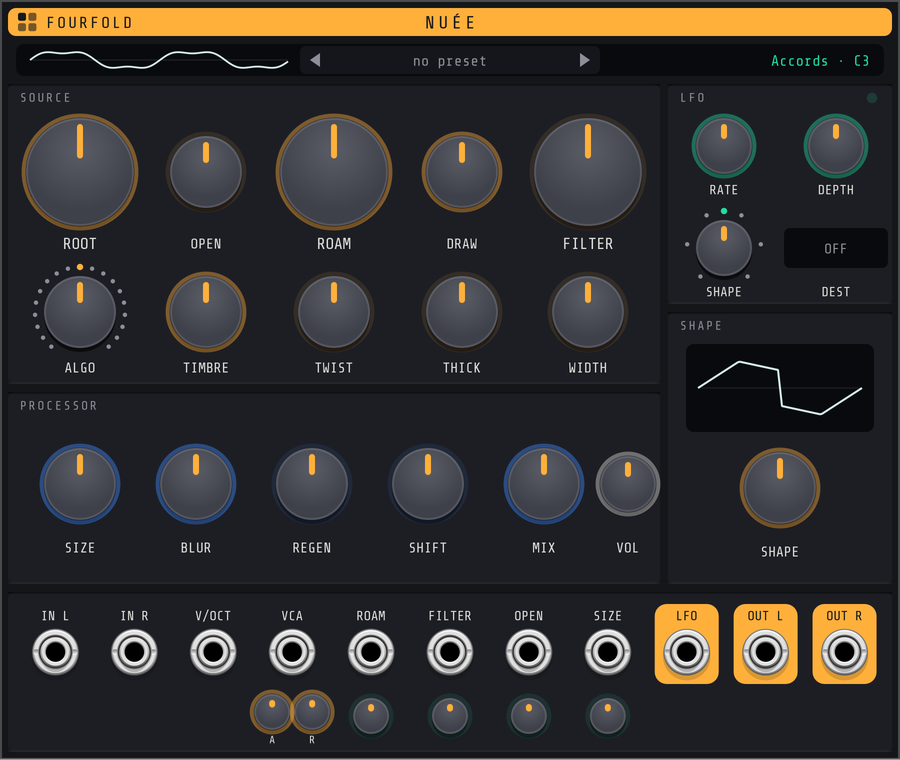 FOURFOLD
NUÉE
no preset
Accords · C3
SOURCE
ROOT OPEN ROAM DRAW FILTER
ALGO TIMBRE TWIST THICK WIDTH
LFO
RATE DEPTH
OFF
SHAPE DEST
PROCESSOR
SIZE BLUR REGEN SHIFT MIX VOL
SHAPE
SHAPE
IN L IN R V/OCT VCA ROAM FILTER OPEN SIZE LFO OUT L OUT R
A R